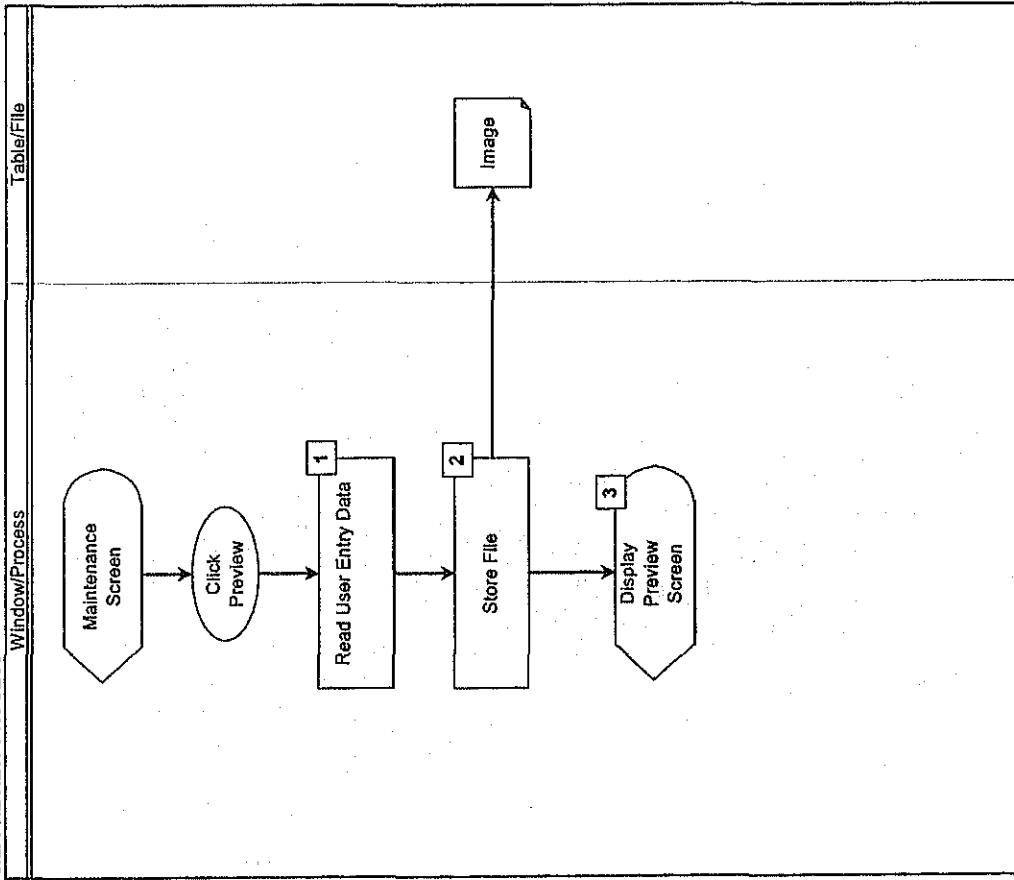 Window/Process
Table/File
Maintenance
Screen
Click
Preview
1
Read User Entry Data
2
Store File
Image
3
Display
Preview
Screen